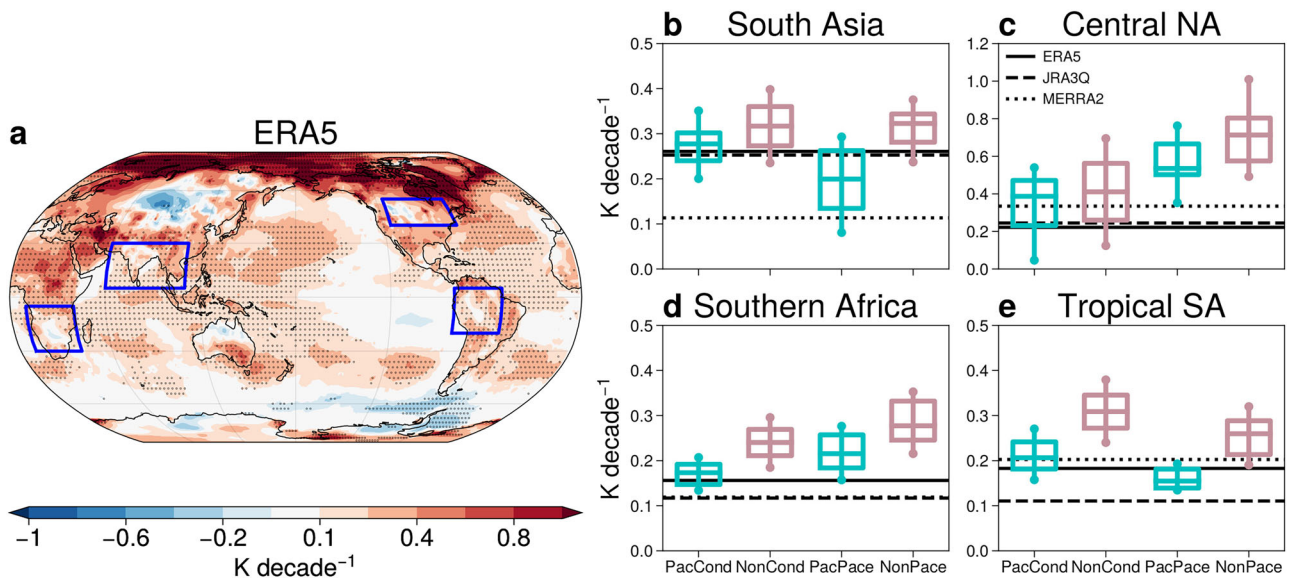 a
ERA5
−1
−0.6
−0.2
0.1
0.4
0.8
K decade⁻¹
b South Asia
K decade⁻¹
0.5
0.4
0.3
0.2
0.1
0.0
c Central NA
1.2
1.0
0.8
0.6
0.4
0.2
0.0
ERA5
JRA3Q
MERRA2
d Southern Africa
K decade⁻¹
0.5
0.4
0.3
0.2
0.1
0.0
PacCond NonCond PacPace NonPace
e Tropical SA
0.5
0.4
0.3
0.2
0.1
0.0
PacCond NonCond PacPace NonPace